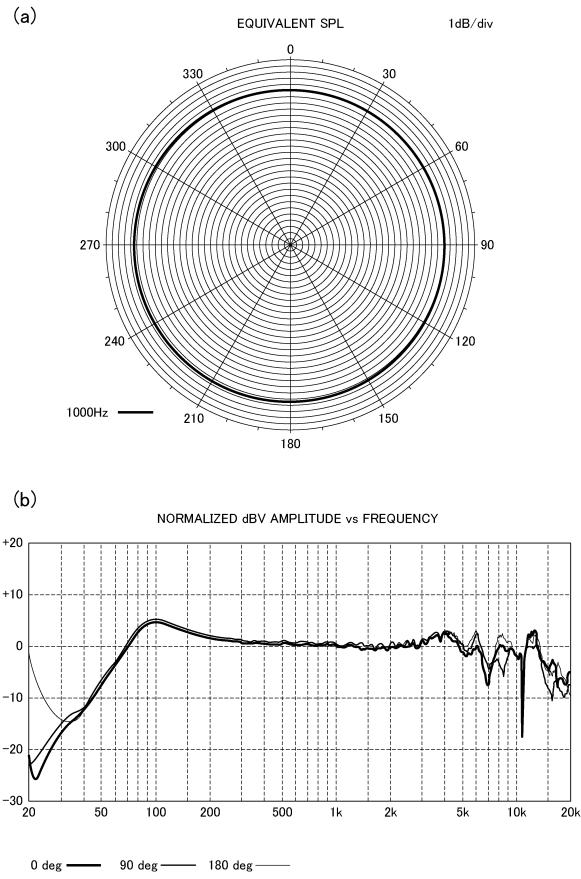 (a)
EQUIVALENT SPL 1dB/div
0
330 30
300 60
270 90
240 120
210 150
180
1000Hz
(b)
NORMALIZED dBV AMPLITUDE vs FREQUENCY
+20
+10
0
-10
-20
-30
20 50 100 200 500 1k 2k 5k 10k 20k
0 deg 90 deg 180 deg